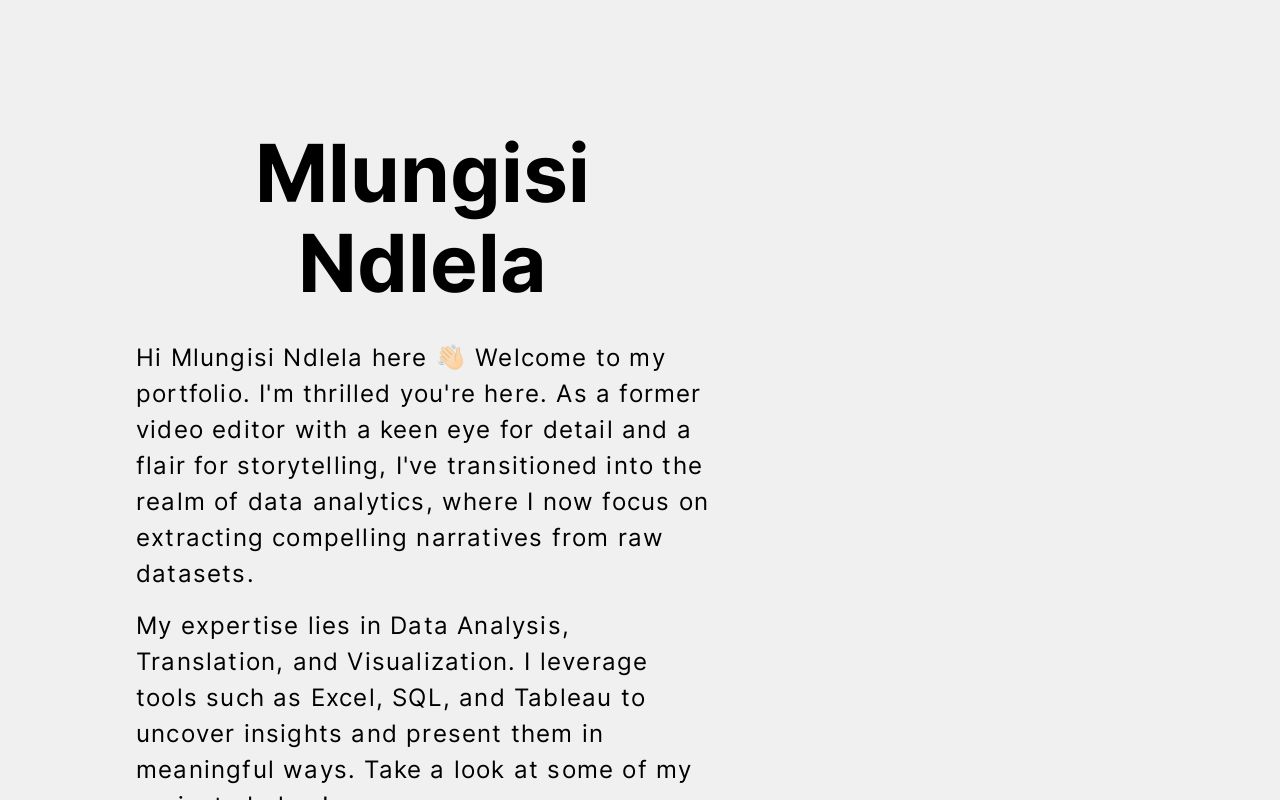 Mlungisi
Ndlela
Hi Mlungisi Ndlela here 👋🏻 Welcome to my
portfolio. I'm thrilled you're here. As a former
video editor with a keen eye for detail and a
flair for storytelling, I've transitioned into the
realm of data analytics, where I now focus on
extracting compelling narratives from raw
datasets.
My expertise lies in Data Analysis,
Translation, and Visualization. I leverage
tools such as Excel, SQL, and Tableau to
uncover insights and present them in
meaningful ways. Take a look at some of my